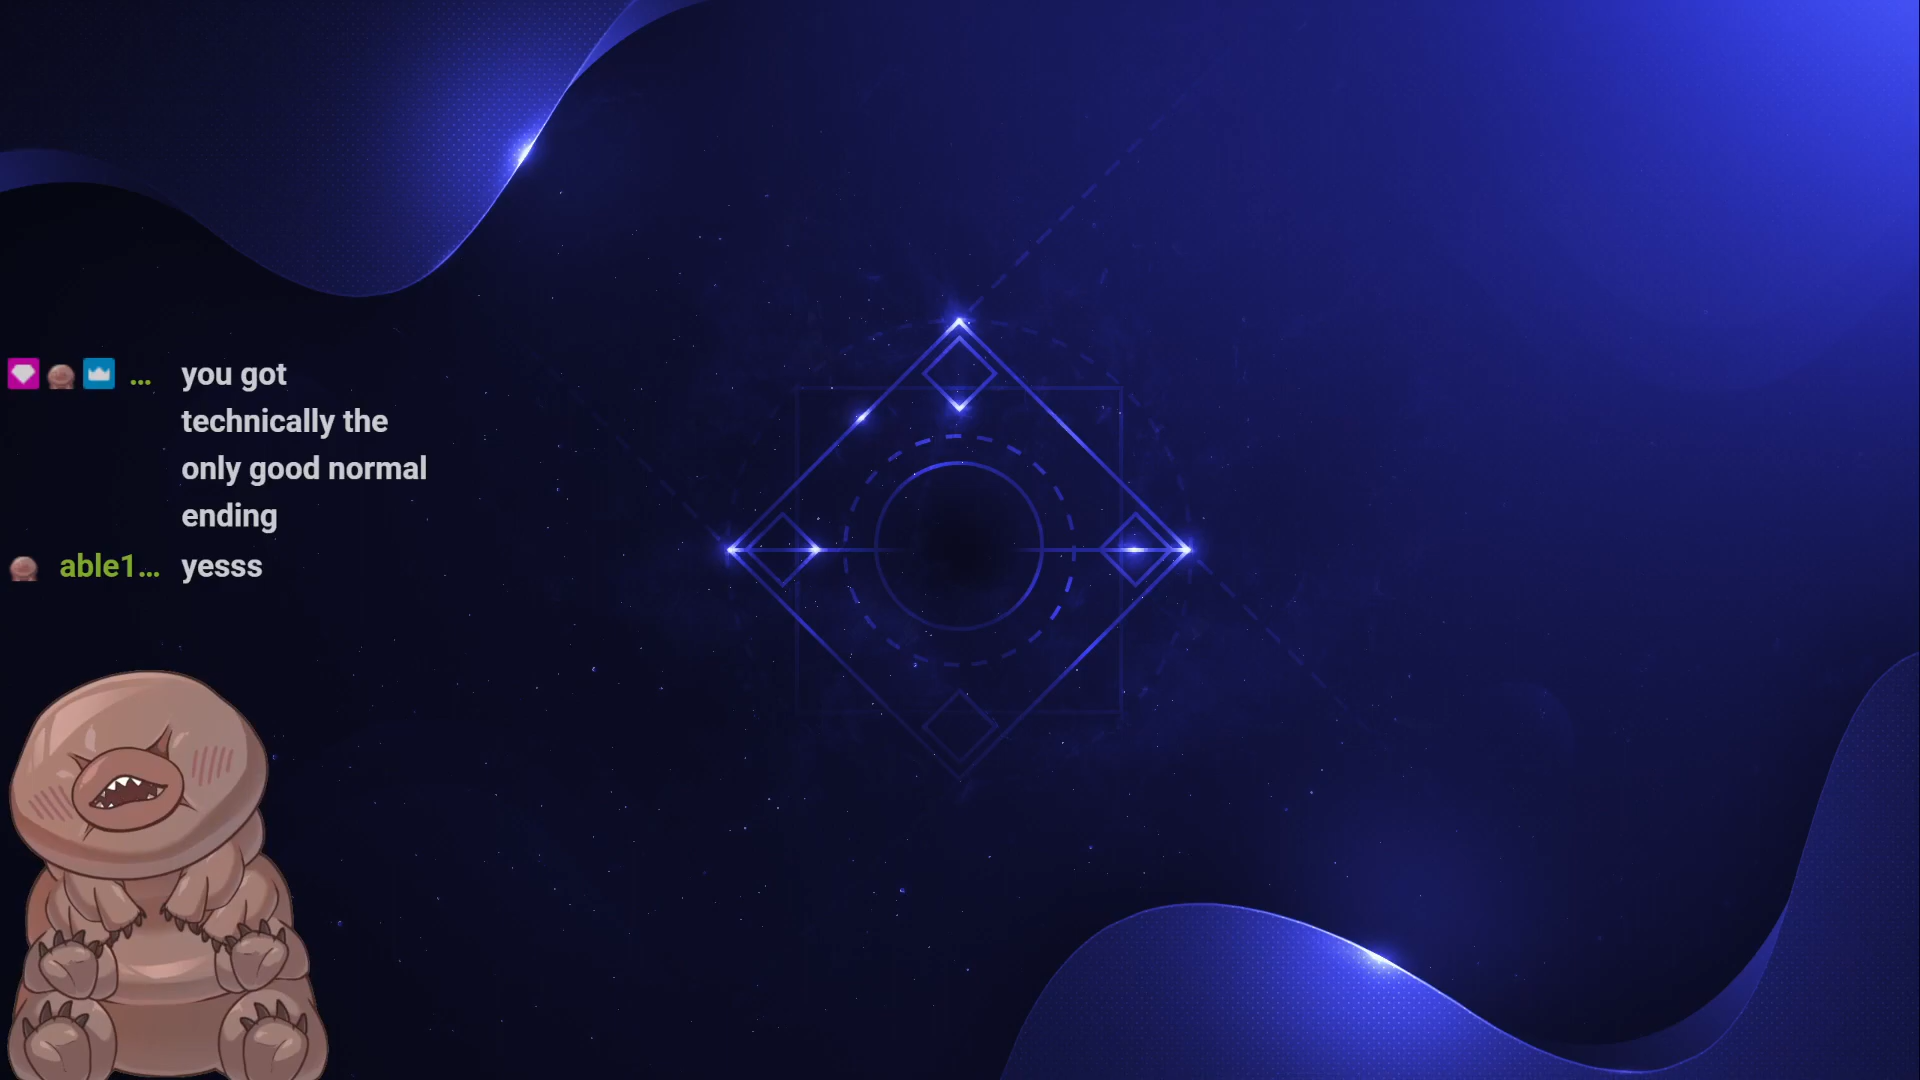 ... you got
technically the
only good normal
ending
able1... yesss